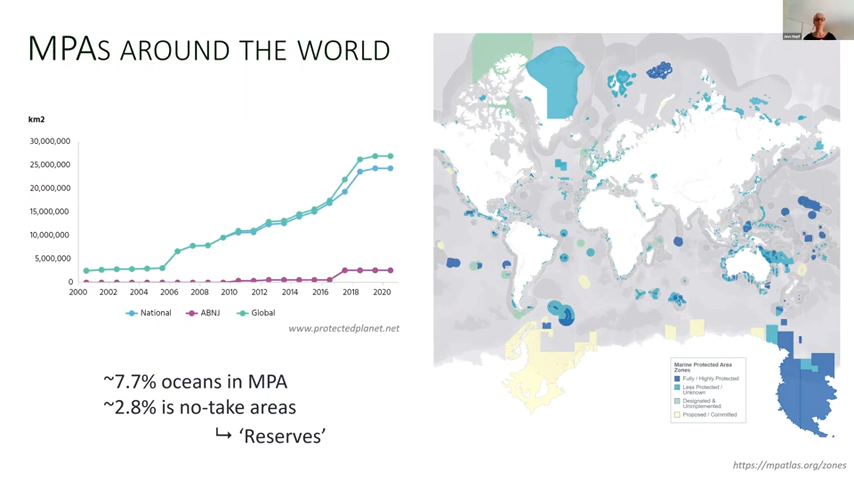 MPAS AROUND THE WORLD
km2
30,000,000
25,000,000
20,000,000
15,000,000
10,000,000
5,000,000
0
2000 2002 2004 2006 2008 2010 2012 2014 2016 2018 2020
National ABNJ Global
www.protectedplanet.net
~7.7% oceans in MPA
~2.8% is no-take areas
↳ ‘Reserves’
Marine Protected Area
Zones
Fully / Highly Protected
Less Protected /
Unknown
Designated &
Unimplemented
Proposed / Committed
https://mpatlas.org/zones